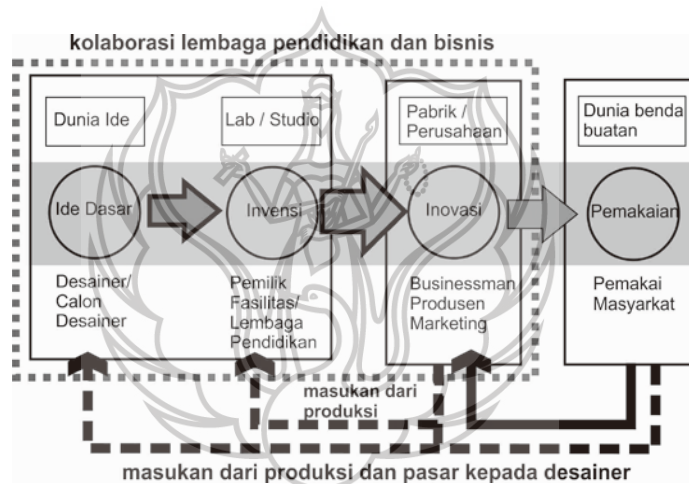 kolaborasi lembaga pendidikan dan bisnis
Dunia Ide
Lab / Studio
Pabrik /
Perusahaan
Dunia benda
buatan
Ide Dasar
Invensi
Inovasi
Pemakaian
Desainer/
Calon
Desainer
Pemilik
Fasilitas/
Lembaga
Pendidikan
Businessman
Produsen
Marketing
Pemakai
Masyarkat
masukan dari
produksi
masukan dari produksi dan pasar kepada desainer